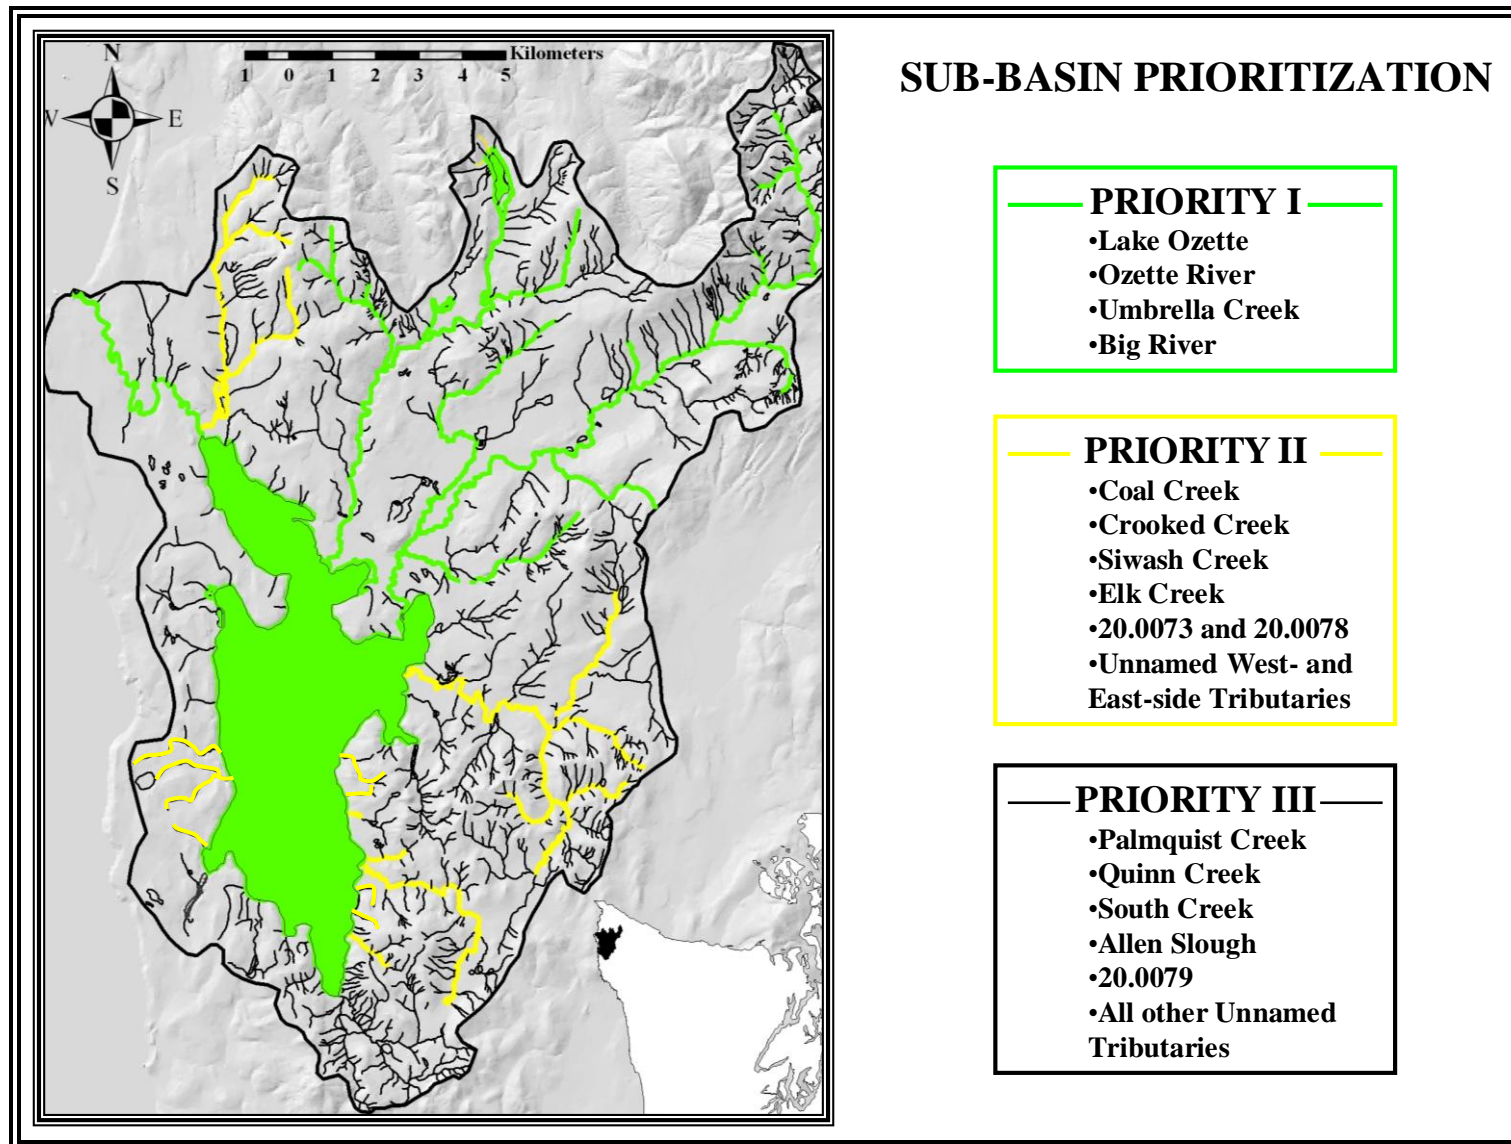 N
W
E
S
Kilometers
1 0 1 2 3 4 5
SUB-BASIN PRIORITIZATION
PRIORITY I
•Lake Ozette
•Ozette River
•Umbrella Creek
•Big River
PRIORITY II
•Coal Creek
•Crooked Creek
•Siwash Creek
•Elk Creek
•20.0073 and 20.0078
•Unnamed West- and
East-side Tributaries
PRIORITY III
•Palmquist Creek
•Quinn Creek
•South Creek
•Allen Slough
•20.0079
•All other Unnamed
Tributaries